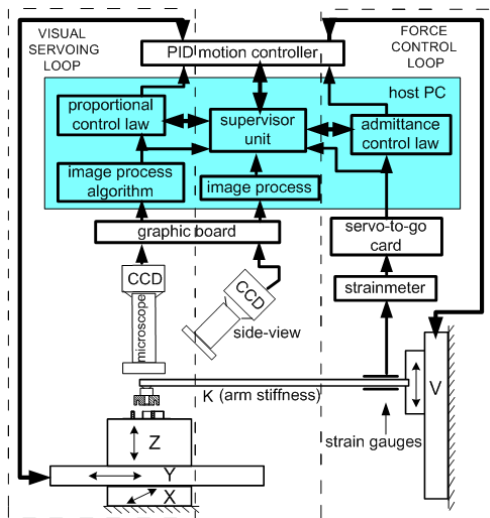 VISUAL
SERVOING
LOOP
PIDI motion controller
FORCE
CONTROL
LOOP
host PC
proportional
control law
supervisor
unit
admittance
control law
image process
algorithm
image process
graphic board
servo-to-go
card
CCD
CCD
strainmeter
microscope
side-view
K (arm stiffness)
V
strain gauges
Z
Y
X